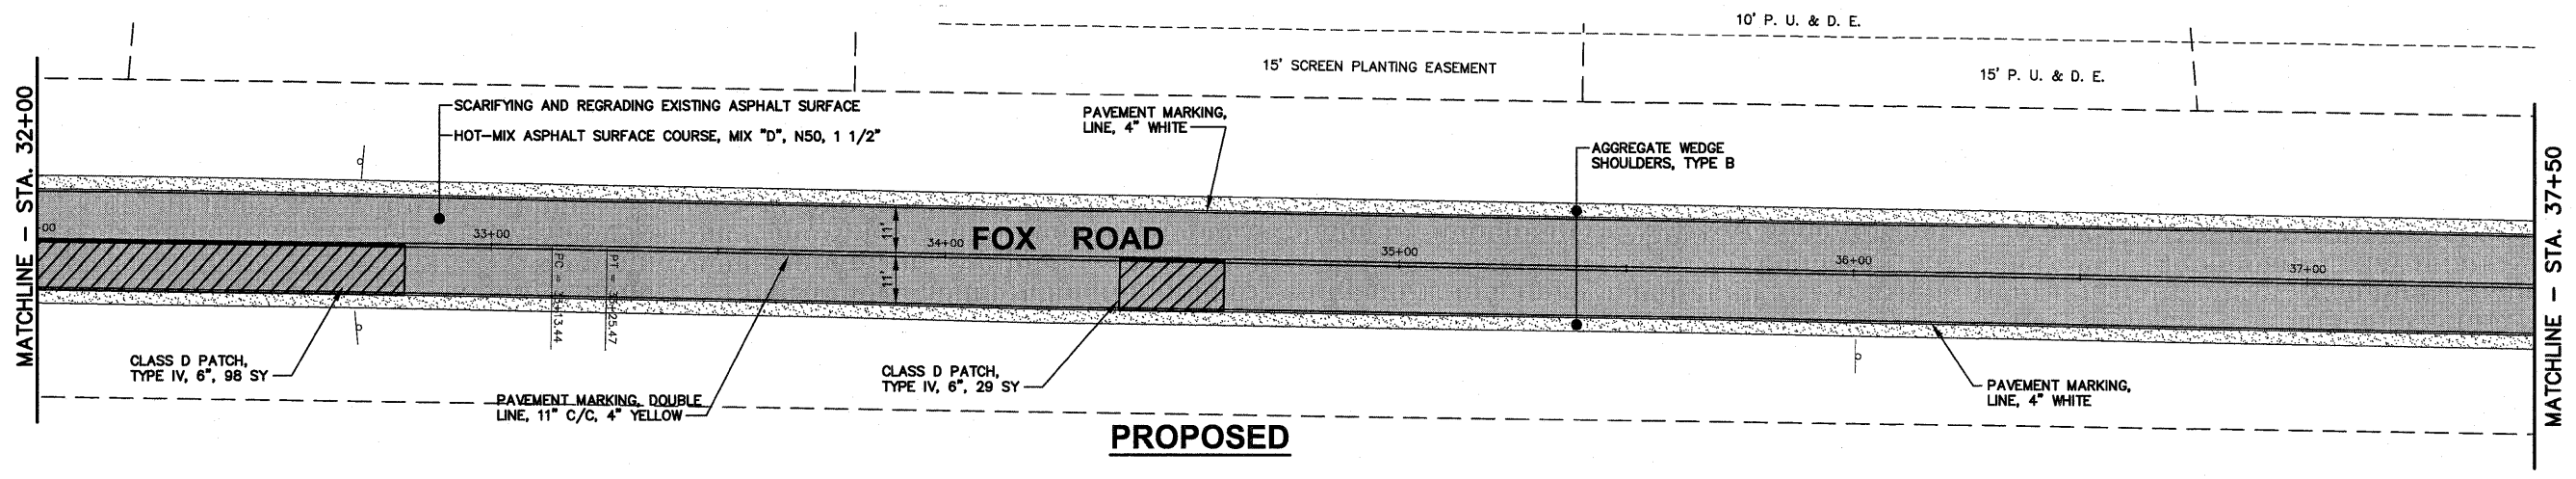 10' P. U. & D. E.
15' SCREEN PLANTING EASEMENT
15' P. U. & D. E.
MATCHLINE - STA. 32+00
SCARIFYING AND REGRADING EXISTING ASPHALT SURFACE
HOT-MIX ASPHALT SURFACE COURSE, MIX "D", N50, 1 1/2"
PAVEMENT MARKING,
LINE, 4" WHITE
AGGREGATE WEDGE
SHOULDERS, TYPE B
MATCHLINE - STA. 37+50
00
33+00
11'
34+00
FOX ROAD
35+00
36+00
37+00
11'
CLASS D PATCH,
TYPE IV, 6", 98 SY
PAVEMENT MARKING, DOUBLE
LINE, 11" C/C, 4" YELLOW
CLASS D PATCH,
TYPE IV, 6", 29 SY
PAVEMENT MARKING,
LINE, 4" WHITE
PROPOSED